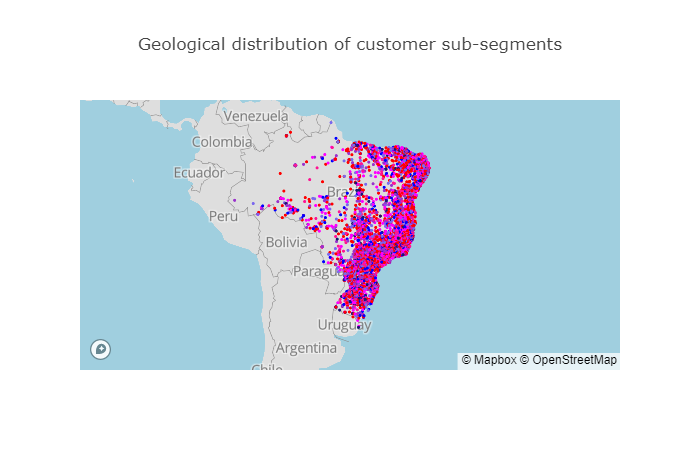 Geological distribution of customer sub-segments
Venezuela
Colombia
Ecuador
Brazil
Peru
Bolivia
Paraguay
Uruguay
Argentina
Chile
© Mapbox © OpenStreetMap